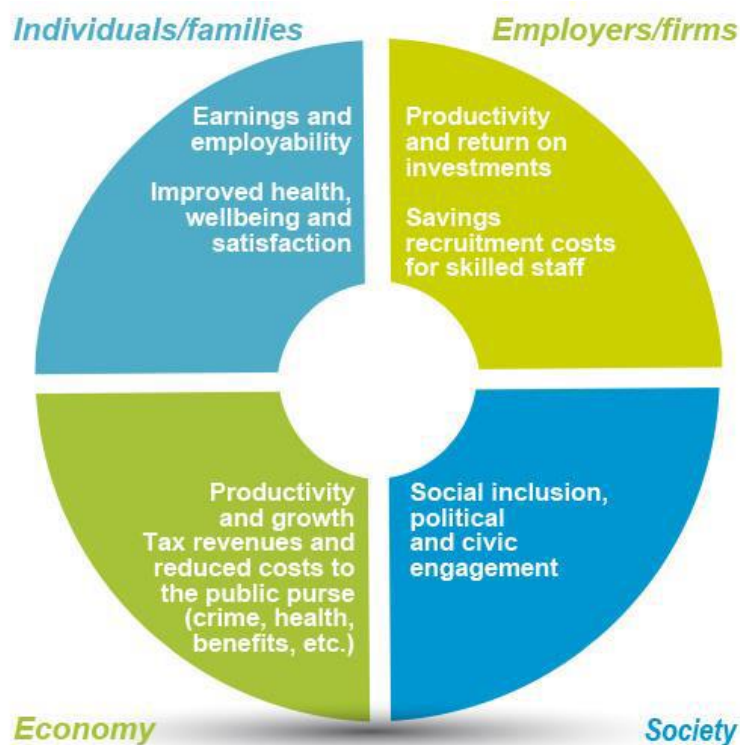 Individuals/families
Employers/firms
Earnings and
employability
Improved health,
wellbeing and
satisfaction
Productivity
and return on
investments
Savings
recruitment costs
for skilled staff
Productivity
and growth
Tax revenues and
reduced costs to
the public purse
(crime, health,
benefits, etc.)
Social inclusion,
political
and civic
engagement
Economy
Society